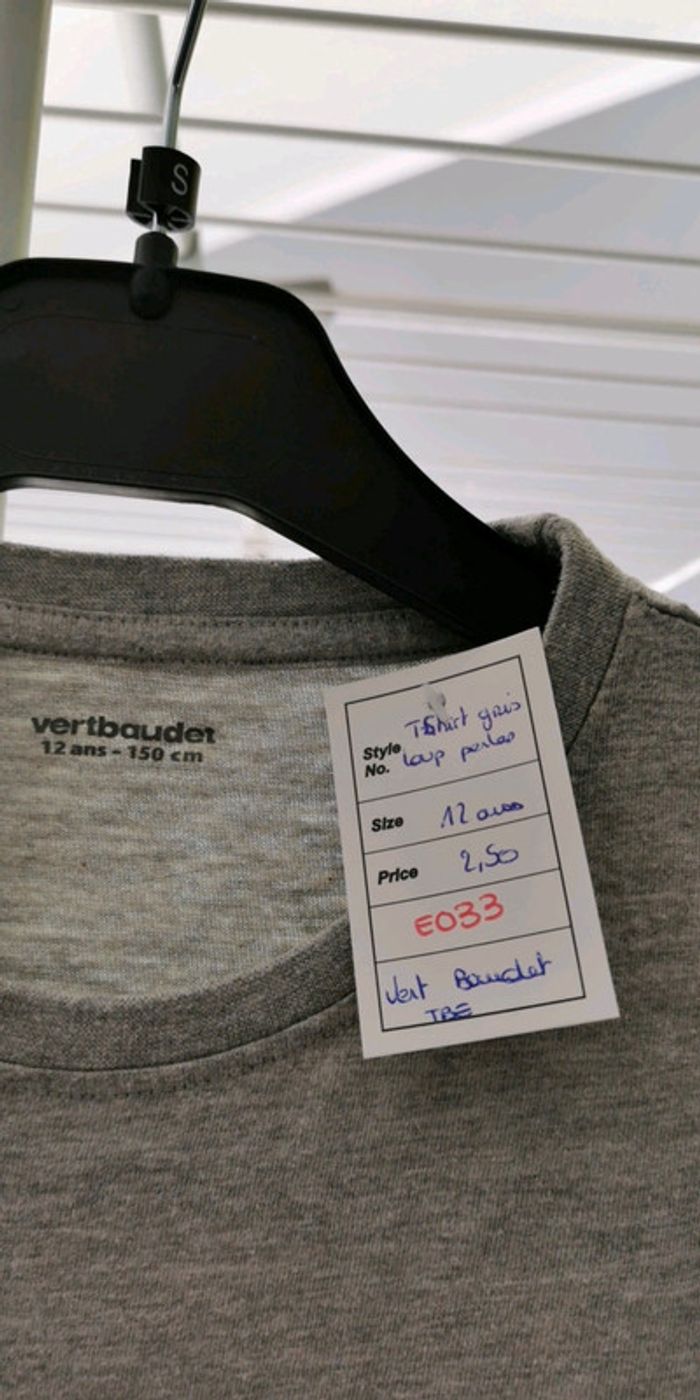 S
vertbaudet
12 ans - 150 cm
Style No. T-Shirt gris
loup perles
Size 12 ans
Price 2,50
E033
Vert Baudet
TBE